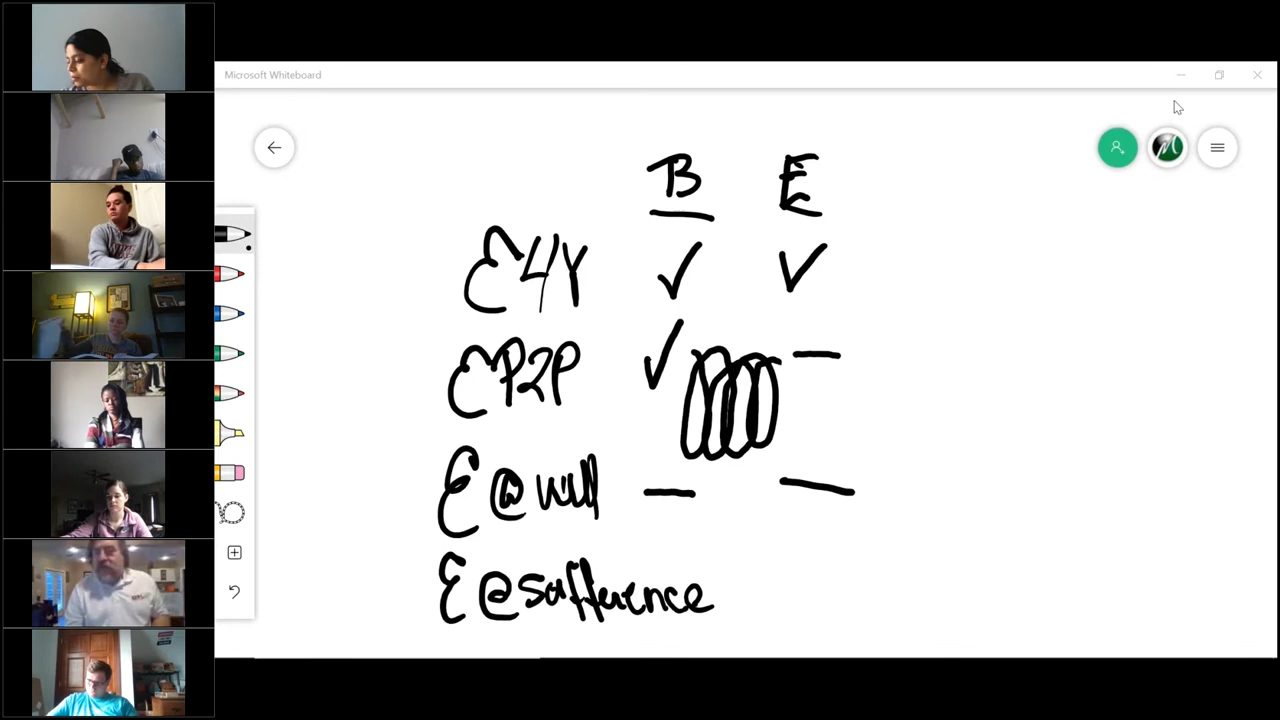 Microsoft Whiteboard
B E
E4Y ✓ ✓
EP2P ✓ —
E @ will — —
E @ sufference